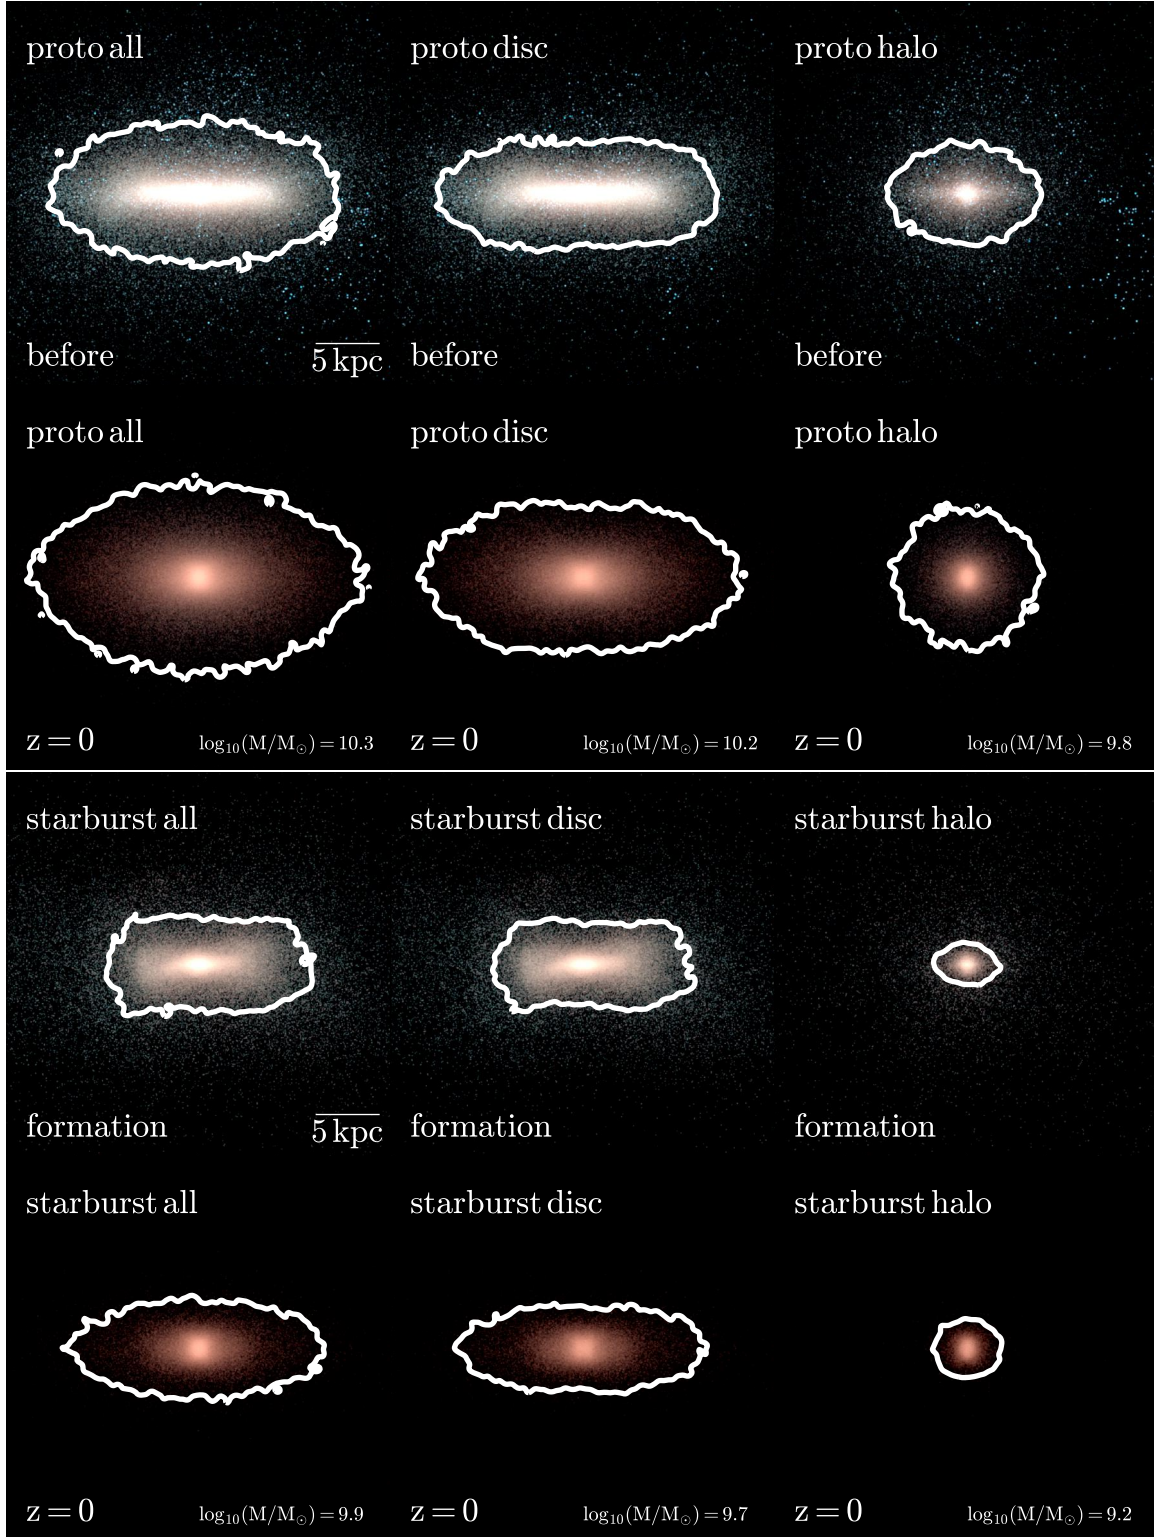 proto all proto disc proto halo
before 5 kpc before before
proto all proto disc proto halo
z = 0 log₁₀(M/M⊙) = 10.3 z = 0 log₁₀(M/M⊙) = 10.2 z = 0 log₁₀(M/M⊙) = 9.8
starburst all starburst disc starburst halo
formation 5 kpc formation formation
starburst all starburst disc starburst halo
z = 0 log₁₀(M/M⊙) = 9.9 z = 0 log₁₀(M/M⊙) = 9.7 z = 0 log₁₀(M/M⊙) = 9.2